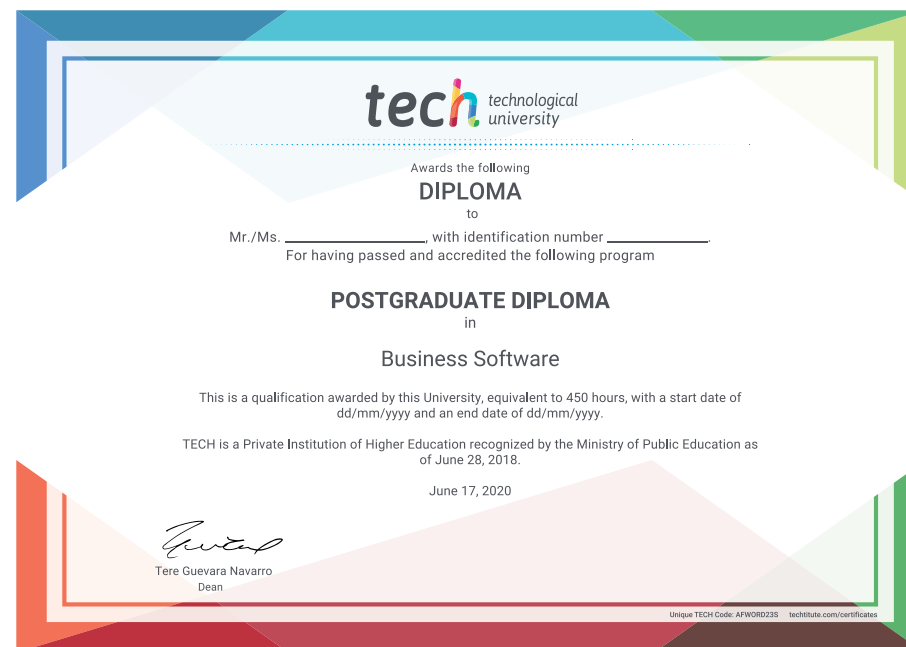 tech technological
university
Awards the following
DIPLOMA
to
Mr./Ms. ____________________, with identification number _______________.
For having passed and accredited the following program
POSTGRADUATE DIPLOMA
in
Business Software
This is a qualification awarded by this University, equivalent to 450 hours, with a start date of
dd/mm/yyyy and an end date of dd/mm/yyyy.
TECH is a Private Institution of Higher Education recognized by the Ministry of Public Education as
of June 28, 2018.
June 17, 2020
Tere Guevara Navarro
Dean
Unique TECH Code: AFWORD23S techtitute.com/certificates